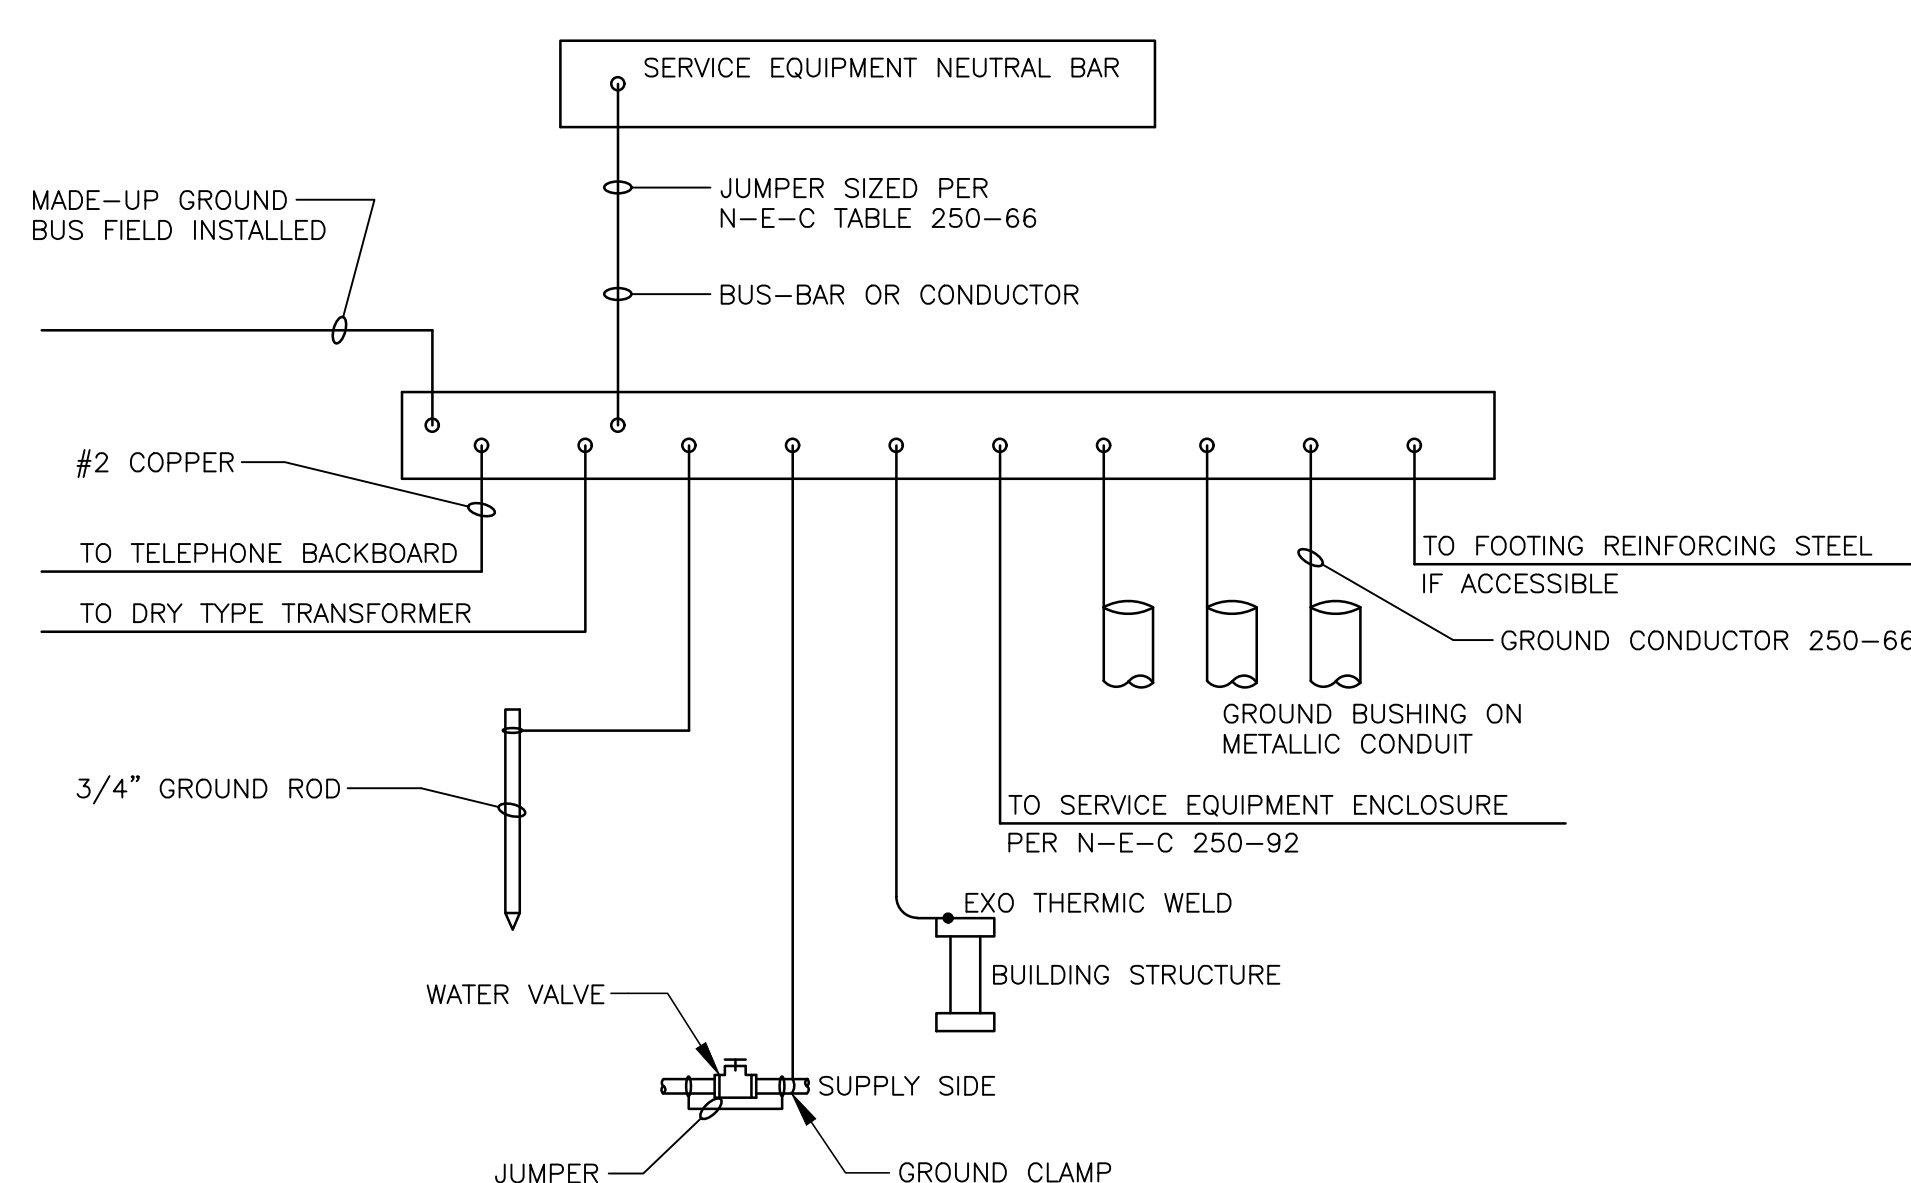 SERVICE EQUIPMENT NEUTRAL BAR
MADE-UP GROUND
BUS FIELD INSTALLED
JUMPER SIZED PER
N-E-C TABLE 250-66
BUS-BAR OR CONDUCTOR
#2 COPPER
TO TELEPHONE BACKBOARD
TO DRY TYPE TRANSFORMER
TO FOOTING REINFORCING STEEL
IF ACCESSIBLE
GROUND CONDUCTOR 250-66
GROUND BUSHING ON
METALLIC CONDUIT
3/4" GROUND ROD
TO SERVICE EQUIPMENT ENCLOSURE
PER N-E-C 250-92
EXO THERMIC WELD
BUILDING STRUCTURE
WATER VALVE
SUPPLY SIDE
JUMPER
GROUND CLAMP